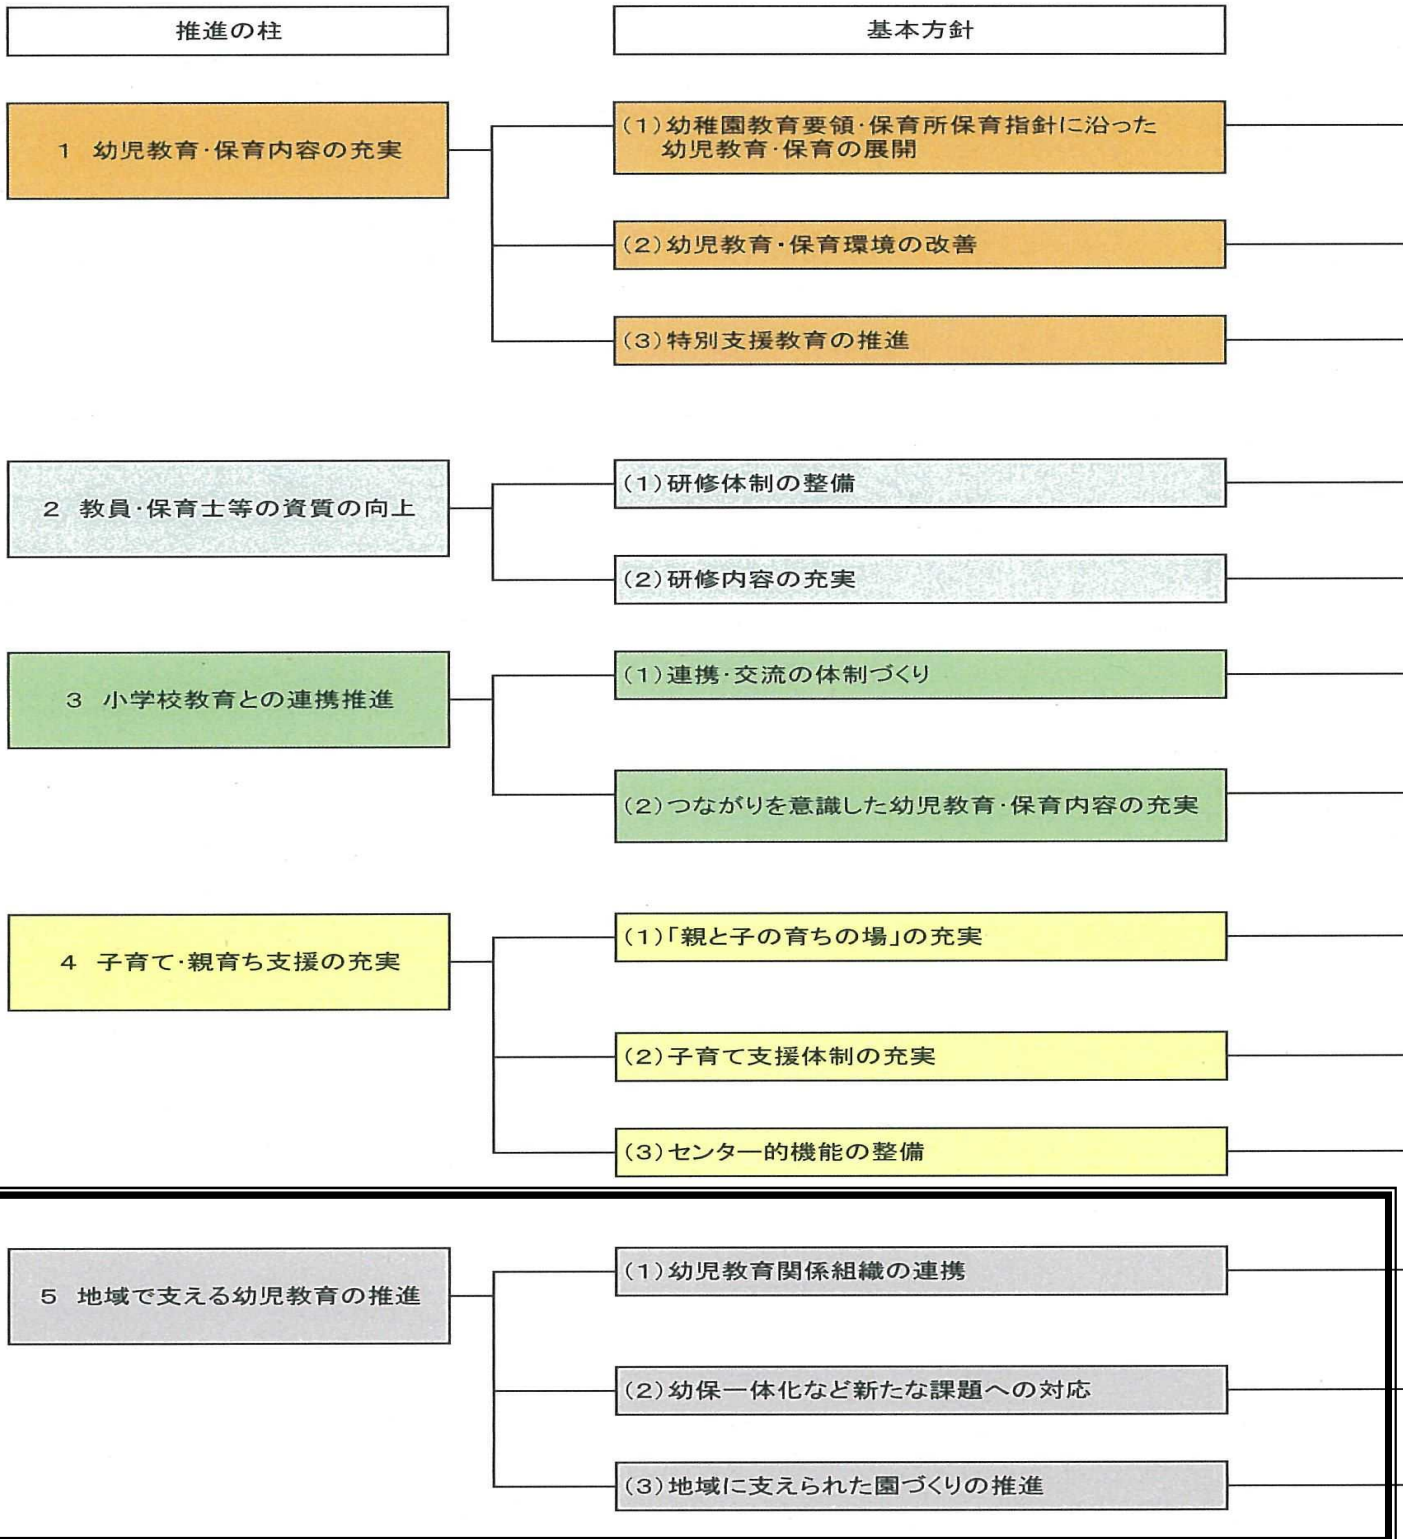 推進の柱
基本方針
1 幼児教育・保育内容の充実
(1)幼稚園教育要領・保育所保育指針に沿った
幼児教育・保育の展開
(2)幼児教育・保育環境の改善
(3)特別支援教育の推進
2 教員・保育士等の資質の向上
(1)研修体制の整備
(2)研修内容の充実
3 小学校教育との連携推進
(1)連携・交流の体制づくり
(2)つながりを意識した幼児教育・保育内容の充実
4 子育て・親育ち支援の充実
(1)「親と子の育ちの場」の充実
(2)子育て支援体制の充実
(3)センター的機能の整備
5 地域で支える幼児教育の推進
(1)幼児教育関係組織の連携
(2)幼保一体化など新たな課題への対応
(3)地域に支えられた園づくりの推進